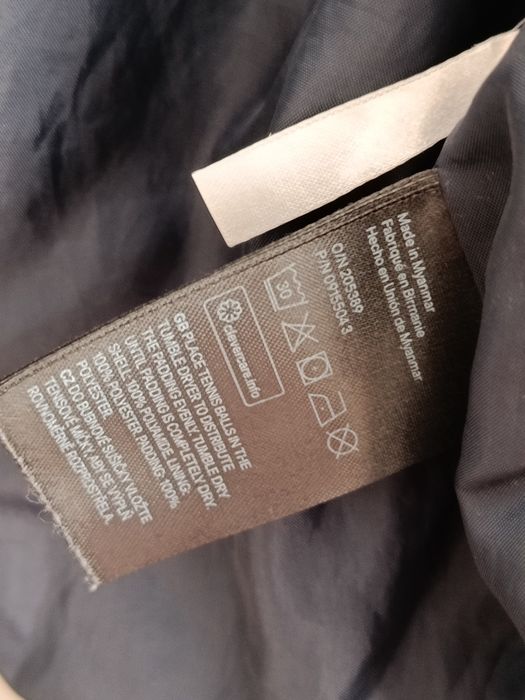 Made in Myanmar
Fabriqué en Birmanie
Hecho en Unión de Myanmar
O/N 205389
P/N 0915504.3
30
clevercare.info
GB PLACE TENNIS BALLS IN THE
TUMBLE DRYER TO DISTRIBUTE
THE PADDING EVENLY. TUMBLE DRY
UNTIL PADDING IS COMPLETELY DRY.
SHELL: 100% POLYAMIDE. LINING:
100% POLYESTER. PADDING: 100%
POLYESTER.
CZ DO BUBNOVÉ SUŠIČKY VLOŽTE
TENISOVÉ MÍČKY, ABY SE VÝPLŇ
ROVNOMĚRNĚ ROZPROSTŘELA.